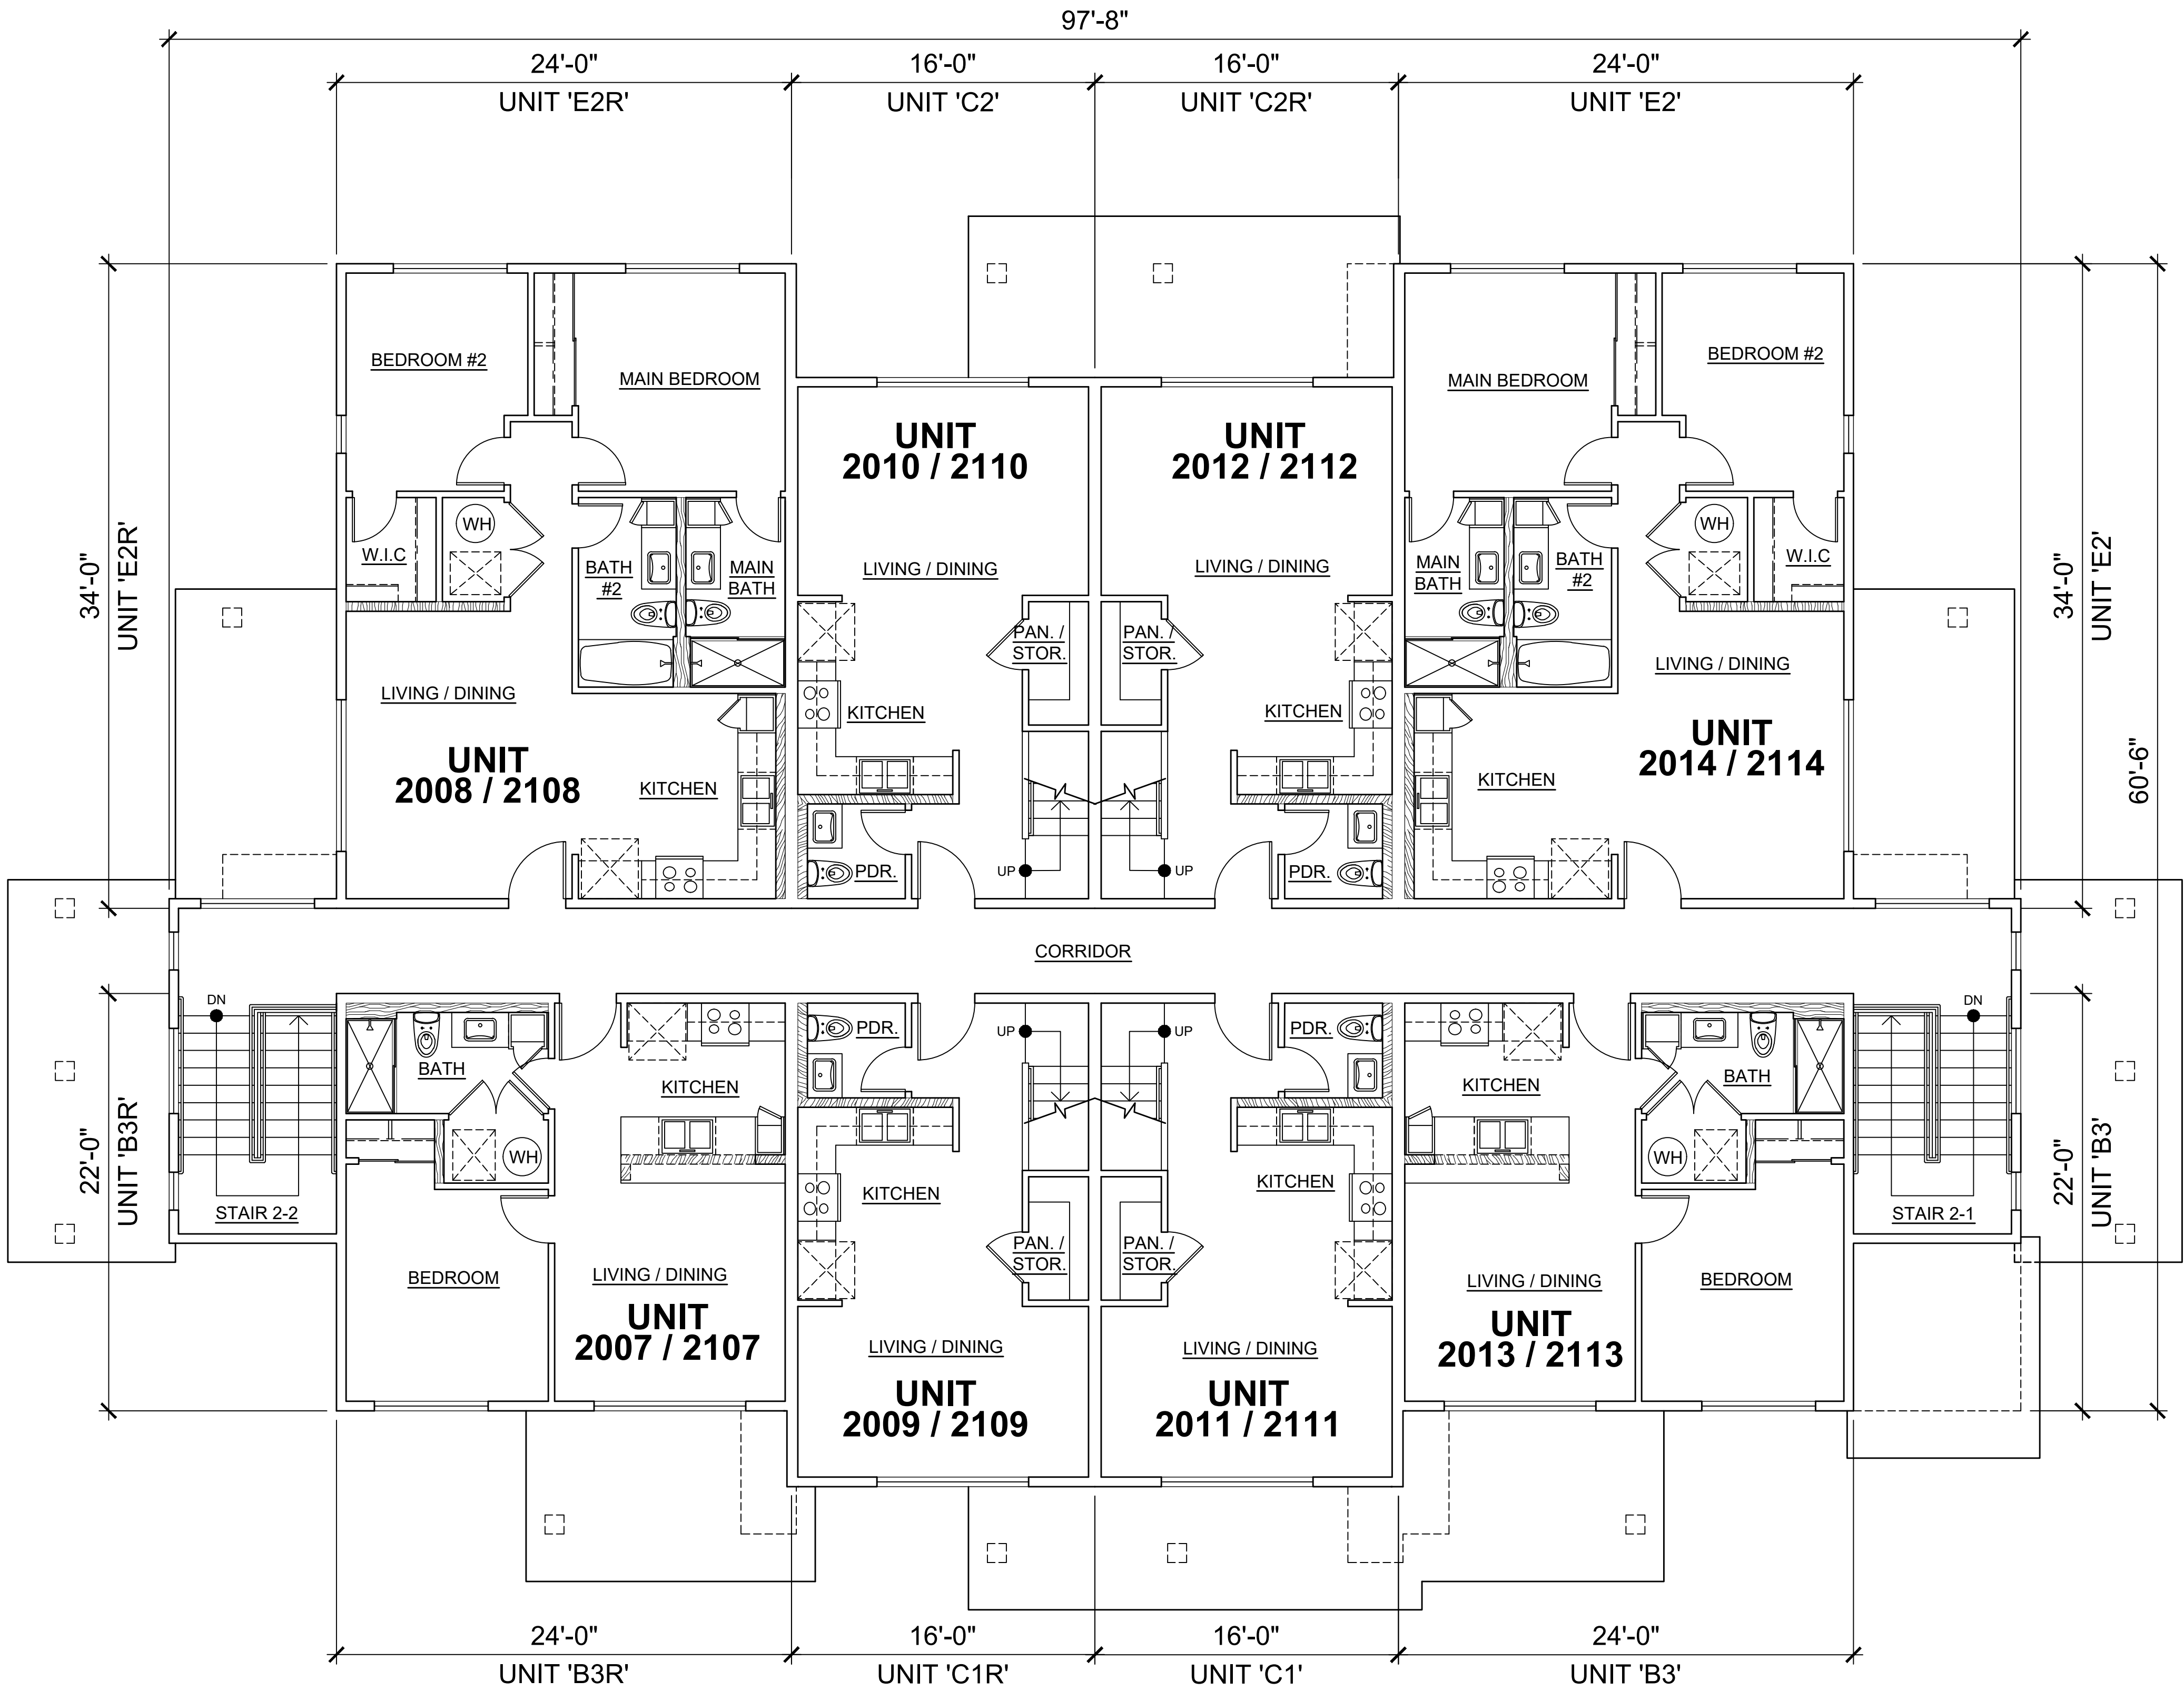 97'-8"
24'-0"
UNIT 'E2R'
16'-0"
UNIT 'C2'
16'-0"
UNIT 'C2R'
24'-0"
UNIT 'E2'
34'-0"
UNIT 'E2R'
BEDROOM #2
MAIN BEDROOM
W.I.C
WH
BATH
#2
MAIN
BATH
LIVING / DINING
UNIT
2008 / 2108
KITCHEN
UNIT
2010 / 2110
LIVING / DINING
PAN. /
STOR.
KITCHEN
PDR.
UP
UNIT
2012 / 2112
LIVING / DINING
PAN. /
STOR.
KITCHEN
UP
PDR.
MAIN BEDROOM
BEDROOM #2
MAIN
BATH
BATH
#2
WH
W.I.C
LIVING / DINING
UNIT
2014 / 2114
KITCHEN
34'-0"
UNIT 'E2'
60'-6"
CORRIDOR
22'-0"
UNIT 'B3R'
DN
STAIR 2-2
BATH
WH
KITCHEN
BEDROOM
LIVING / DINING
UNIT
2007 / 2107
PDR.
UP
KITCHEN
PAN. /
STOR.
LIVING / DINING
UNIT
2009 / 2109
UP
PDR.
KITCHEN
PAN. /
STOR.
LIVING / DINING
UNIT
2011 / 2111
KITCHEN
BATH
WH
LIVING / DINING
UNIT
2013 / 2113
BEDROOM
DN
STAIR 2-1
22'-0"
UNIT 'B3'
24'-0"
UNIT 'B3R'
16'-0"
UNIT 'C1R'
16'-0"
UNIT 'C1'
24'-0"
UNIT 'B3'